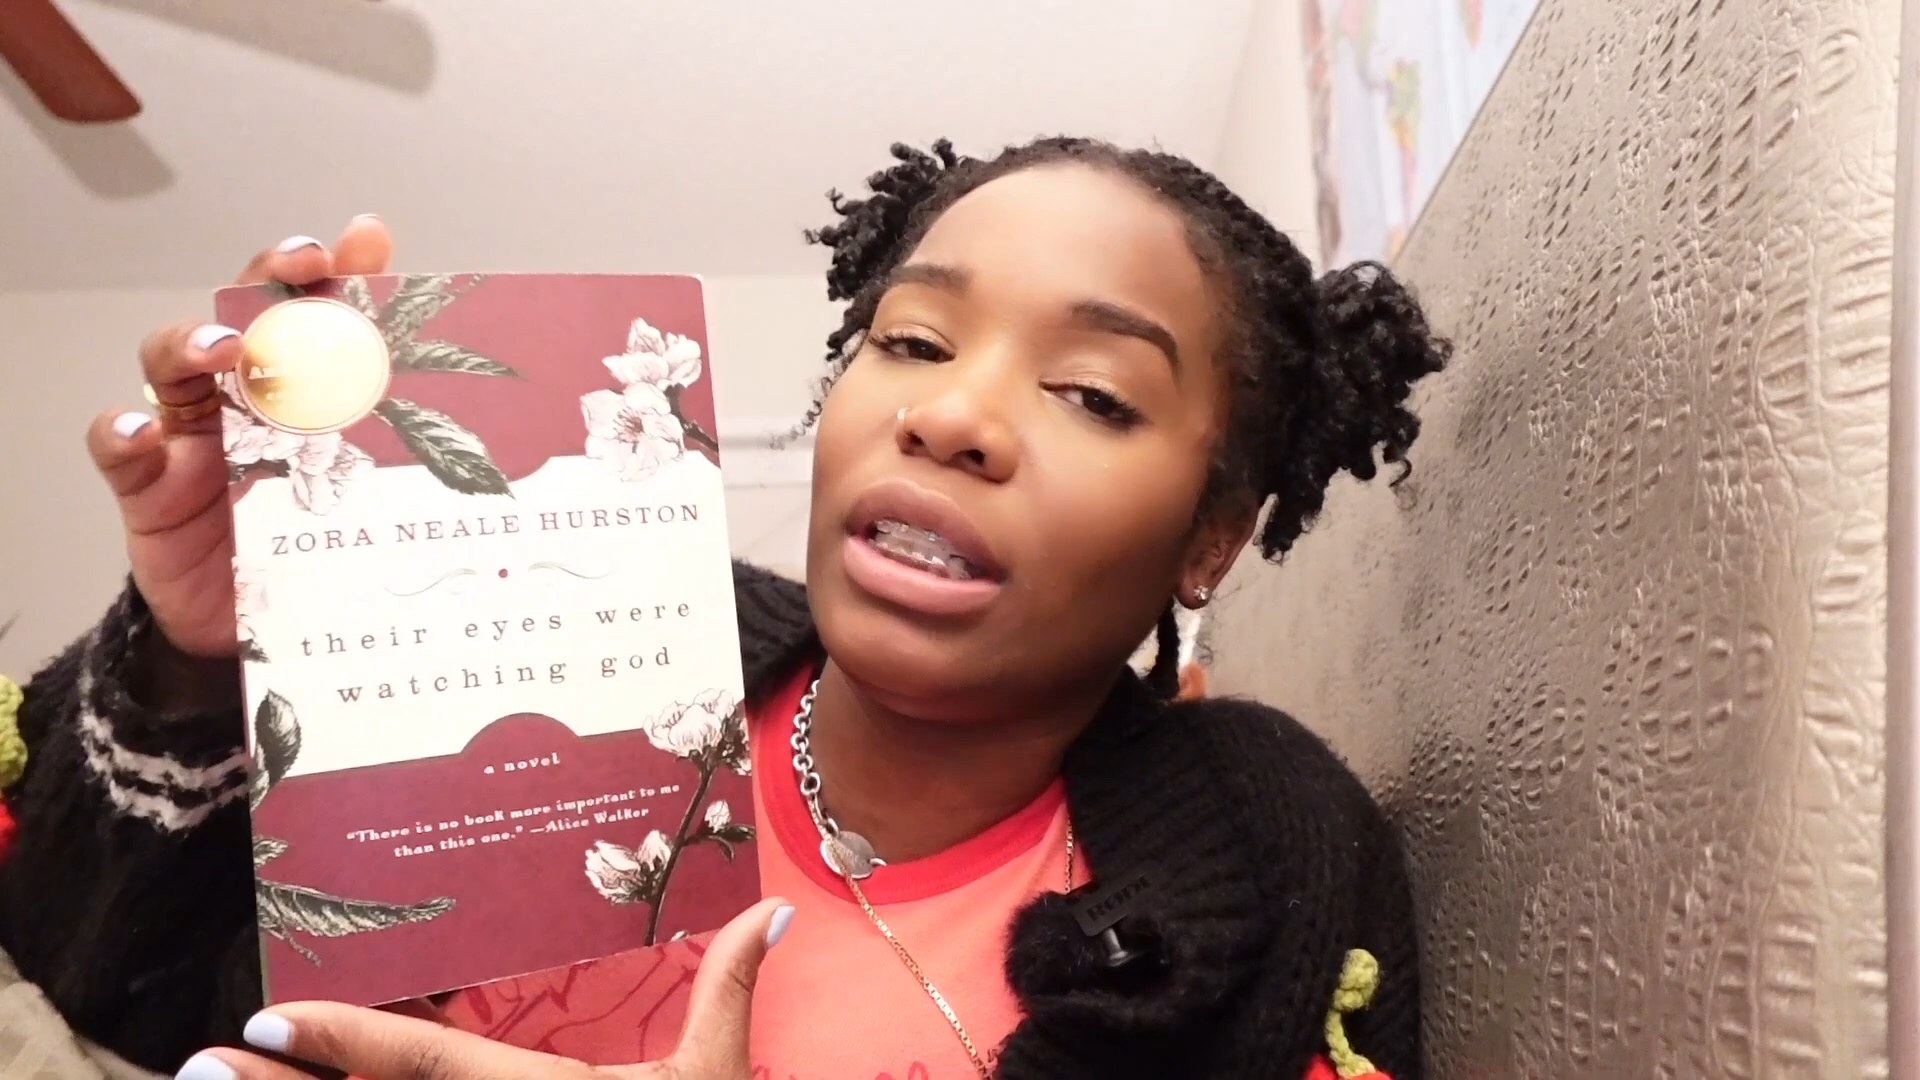 ZORA NEALE HURSTON
their eyes were
watching god
a novel
“There is no book more important to me
than this one.” —Alice Walker
RØDE